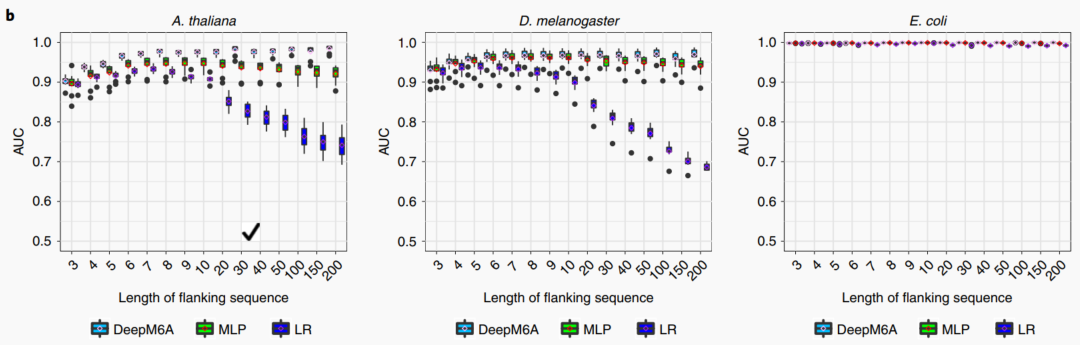 b
A. thaliana
D. melanogaster
E. coli
AUC
1.0
0.9
0.8
0.7
0.6
0.5
3 4 5 6 7 8 9 10 20 30 40 50 100 150 200
Length of flanking sequence
DeepM6A MLP LR
AUC
1.0
0.9
0.8
0.7
0.6
0.5
3 4 5 6 7 8 9 10 20 30 40 50 100 150 200
Length of flanking sequence
DeepM6A MLP LR
AUC
1.0
0.9
0.8
0.7
0.6
0.5
3 4 5 6 7 8 9 10 20 30 40 50 100 150 200
Length of flanking sequence
DeepM6A MLP LR